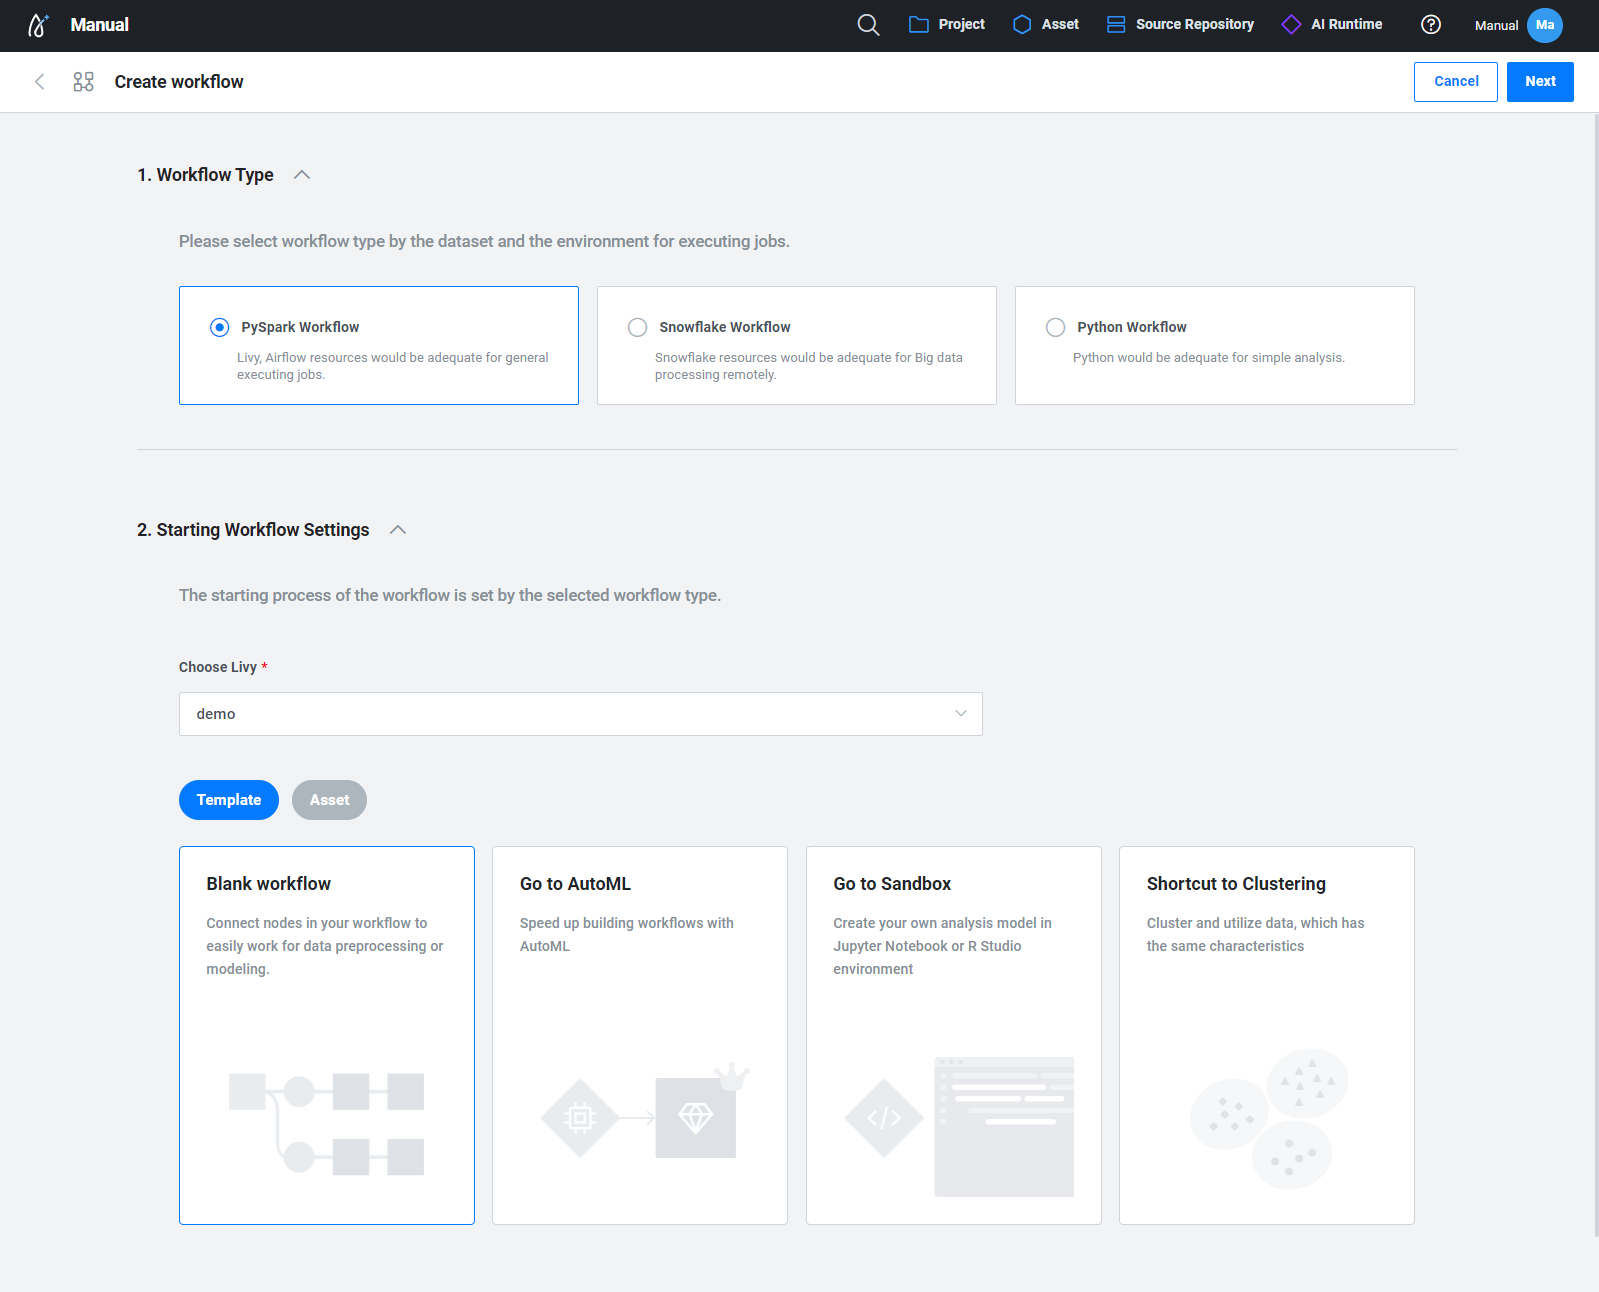 Manual
Project
Asset
Source Repository
AI Runtime
Manual
Ma
Create workflow
Cancel
Next
1. Workflow Type
Please select workflow type by the dataset and the environment for executing jobs.
PySpark Workflow
Livy, Airflow resources would be adequate for general
executing jobs.
Snowflake Workflow
Snowflake resources would be adequate for Big data
processing remotely.
Python Workflow
Python would be adequate for simple analysis.
2. Starting Workflow Settings
The starting process of the workflow is set by the selected workflow type.
Choose Livy *
demo
Template
Asset
Blank workflow
Connect nodes in your workflow to
easily work for data preprocessing or
modeling.
Go to AutoML
Speed up building workflows with
AutoML
Go to Sandbox
Create your own analysis model in
Jupyter Notebook or R Studio
environment
Shortcut to Clustering
Cluster and utilize data, which has
the same characteristics